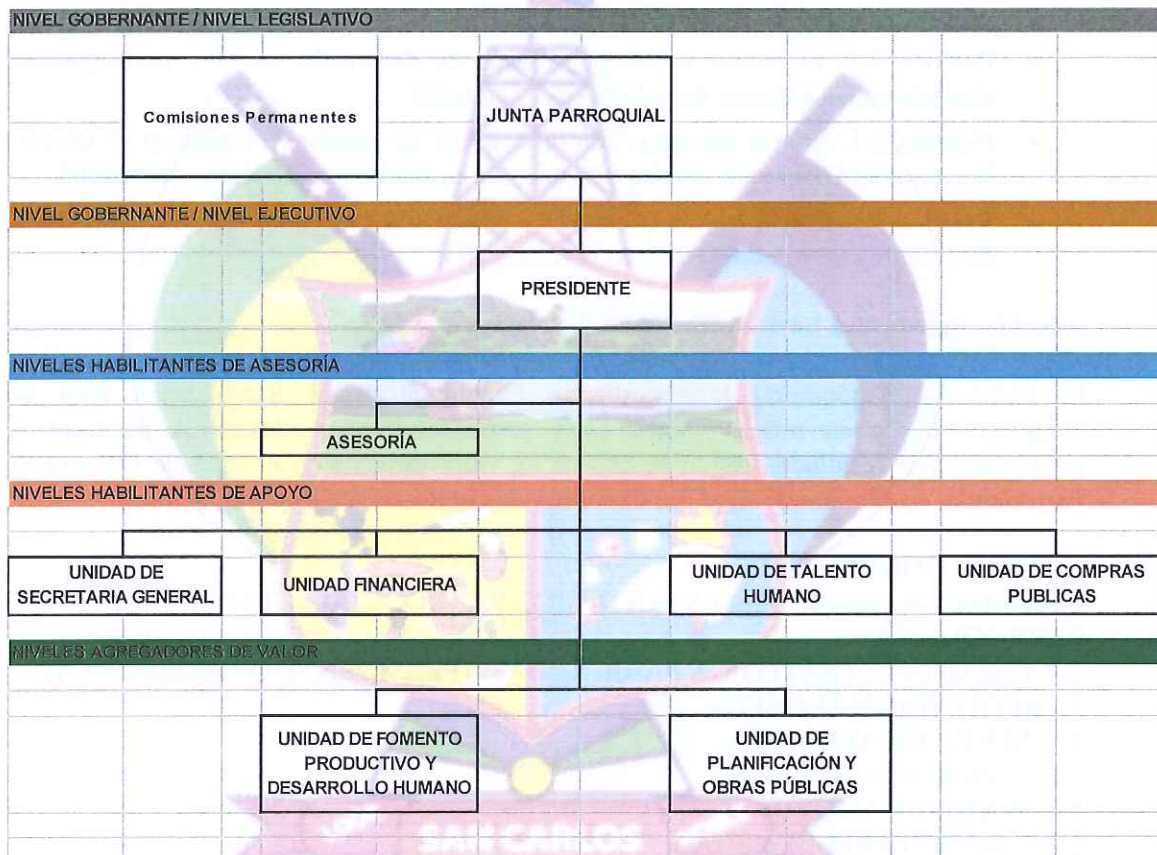 NIVEL GOBERNANTE / NIVEL LEGISLATIVO
Comisiones Permanentes
JUNTA PARROQUIAL
NIVEL GOBERNANTE / NIVEL EJECUTIVO
PRESIDENTE
NIVELES HABILITANTES DE ASESORÍA
ASESORÍA
NIVELES HABILITANTES DE APOYO
UNIDAD DE
SECRETARIA GENERAL
UNIDAD FINANCIERA
UNIDAD DE TALENTO
HUMANO
UNIDAD DE COMPRAS
PUBLICAS
NIVELES AGREGADORES DE VALOR
UNIDAD DE FOMENTO
PRODUCTIVO Y
DESARROLLO HUMANO
UNIDAD DE
PLANIFICACIÓN Y
OBRAS PÚBLICAS
SAN CARLOS